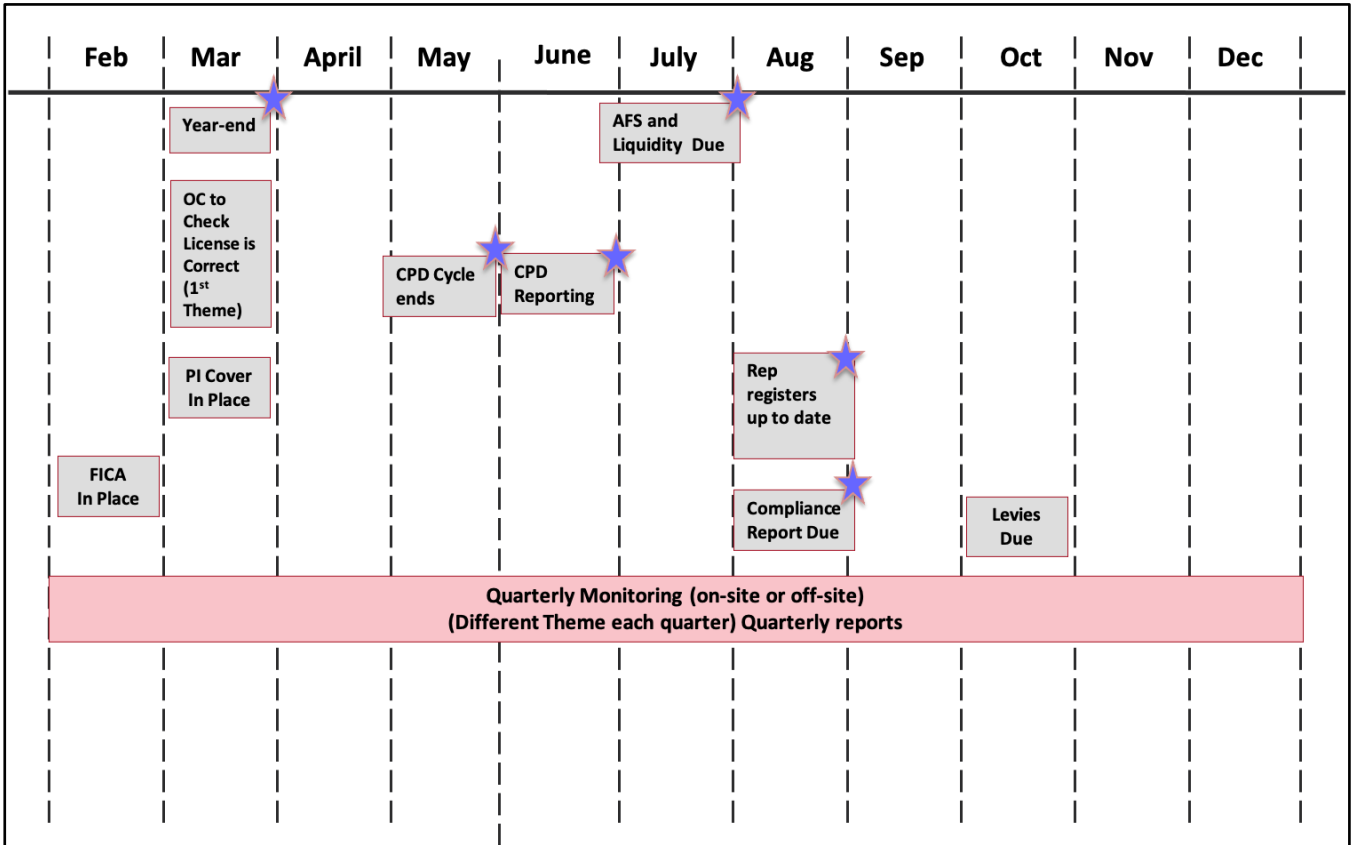 Feb Mar April May June July Aug Sep Oct Nov Dec
Year-end
AFS and
Liquidity Due
OC to
Check
License is
Correct
(1st
Theme)
CPD Cycle
ends
CPD
Reporting
PI Cover
In Place
Rep
registers
up to date
FICA
In Place
Compliance
Report Due
Levies
Due
Quarterly Monitoring (on-site or off-site)
(Different Theme each quarter) Quarterly reports